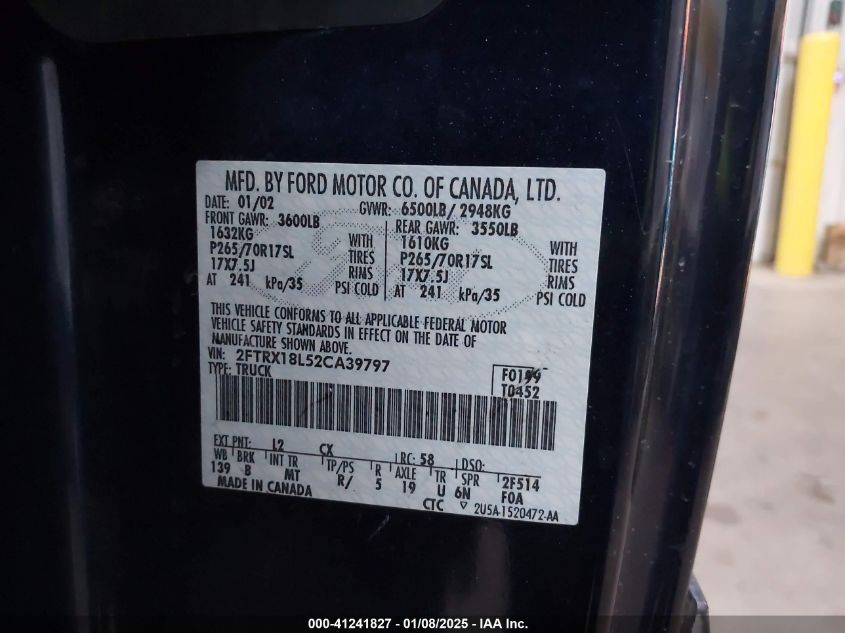 MFD. BY FORD MOTOR CO. OF CANADA, LTD.
DATE: 01/02 GVWR: 6500LB/ 2948KG
FRONT GAWR: 3600LB REAR GAWR: 3550LB
1632KG WITH 1610KG WITH
P265/70R17SL TIRES P265/70R17SL TIRES
17X7.5J RIMS 17X7.5J RIMS
AT 241 kPa/35 PSI COLD AT 241 kPa/35 PSI COLD
THIS VEHICLE CONFORMS TO ALL APPLICABLE FEDERAL MOTOR
VEHICLE SAFETY STANDARDS IN EFFECT ON THE DATE OF
MANUFACTURE SHOWN ABOVE.
VIN: 2FTRX18L52CA39797
TYPE: TRUCK F0199
T0452
EXT PNT: L2 CX RC: 58 DSO:
WB BRK INT TR TP/PS R AXLE TR SPR 2F514
139 B MT R/ 5 19 U 6N F0A
MADE IN CANADA CTC 2U5A-1520472-AA
000-41241827 - 01/08/2025 - IAA Inc.